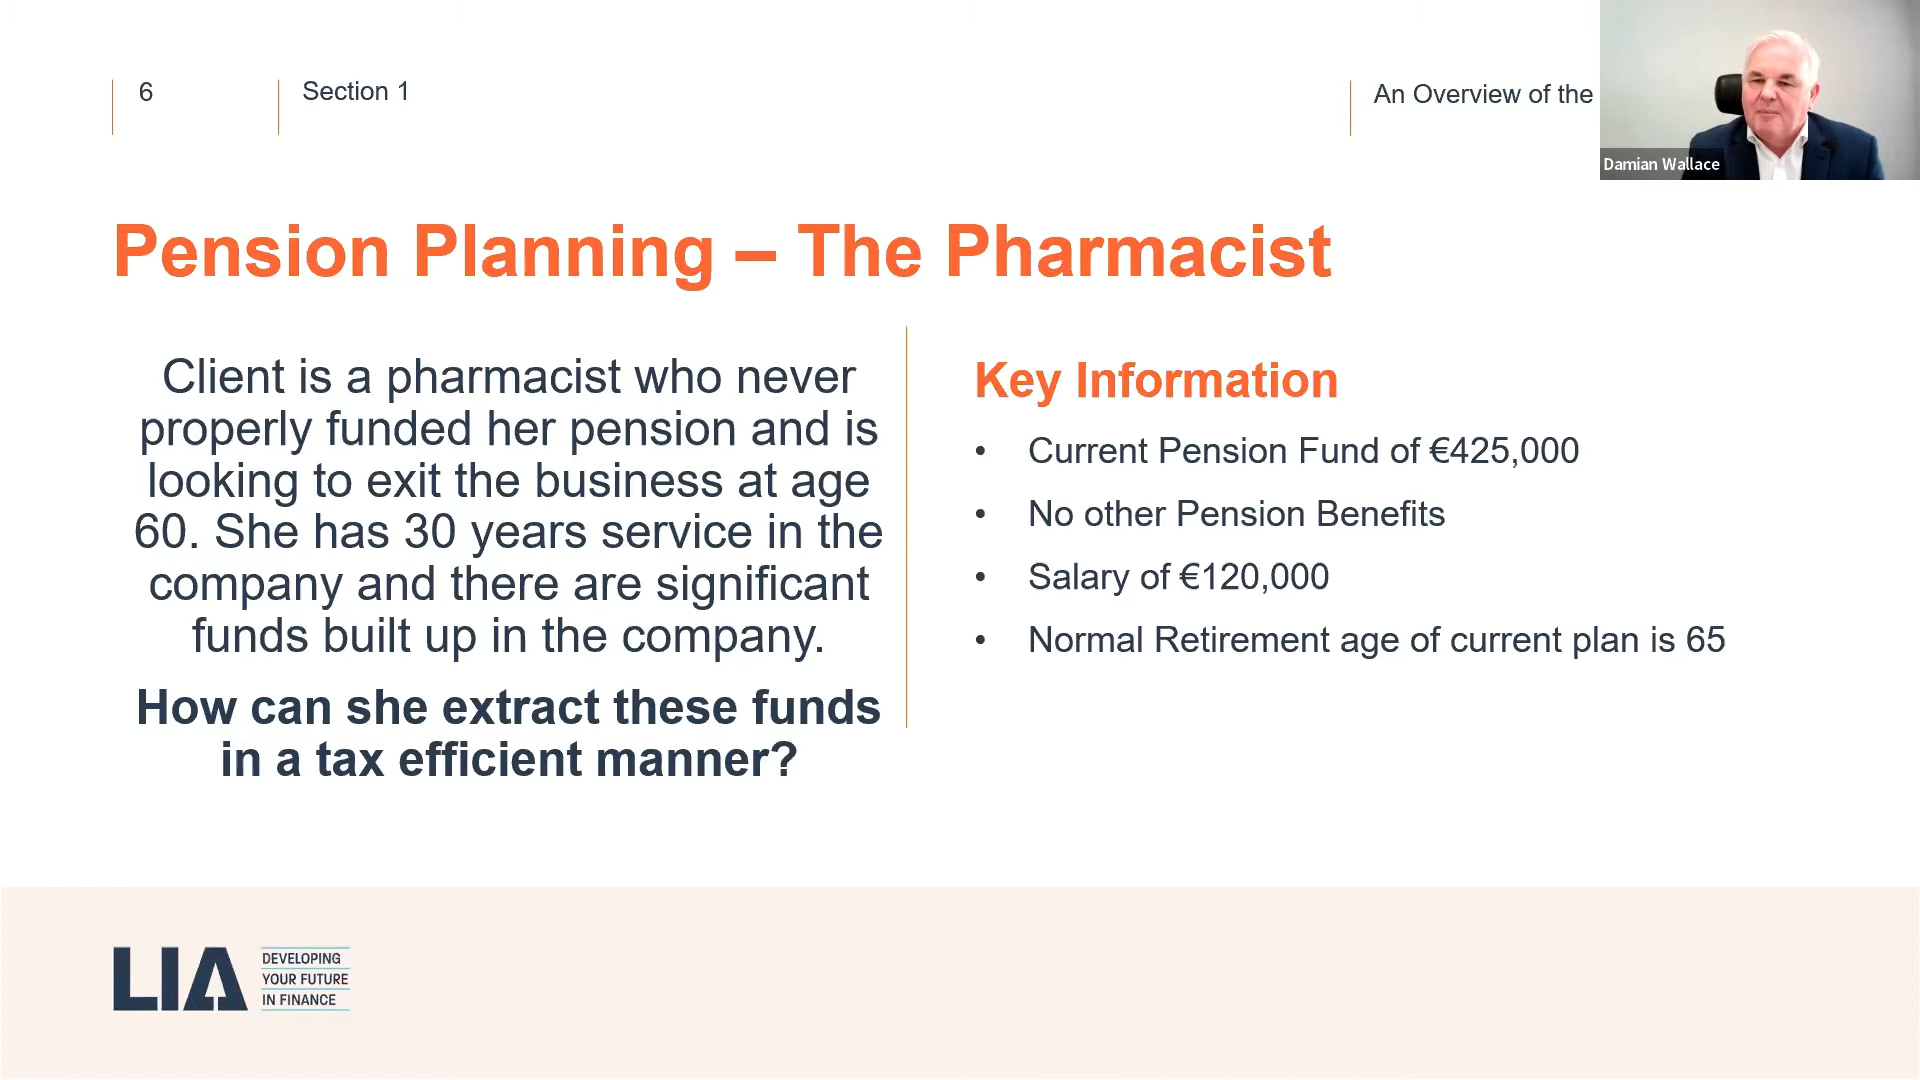 6
Section 1
An Overview of the
Damian Wallace
Pension Planning – The Pharmacist
Client is a pharmacist who never
properly funded her pension and is
looking to exit the business at age
60. She has 30 years service in the
company and there are significant
funds built up in the company.
How can she extract these funds
in a tax efficient manner?
Key Information
• Current Pension Fund of €425,000
• No other Pension Benefits
• Salary of €120,000
• Normal Retirement age of current plan is 65
LIA
DEVELOPING
YOUR FUTURE
IN FINANCE